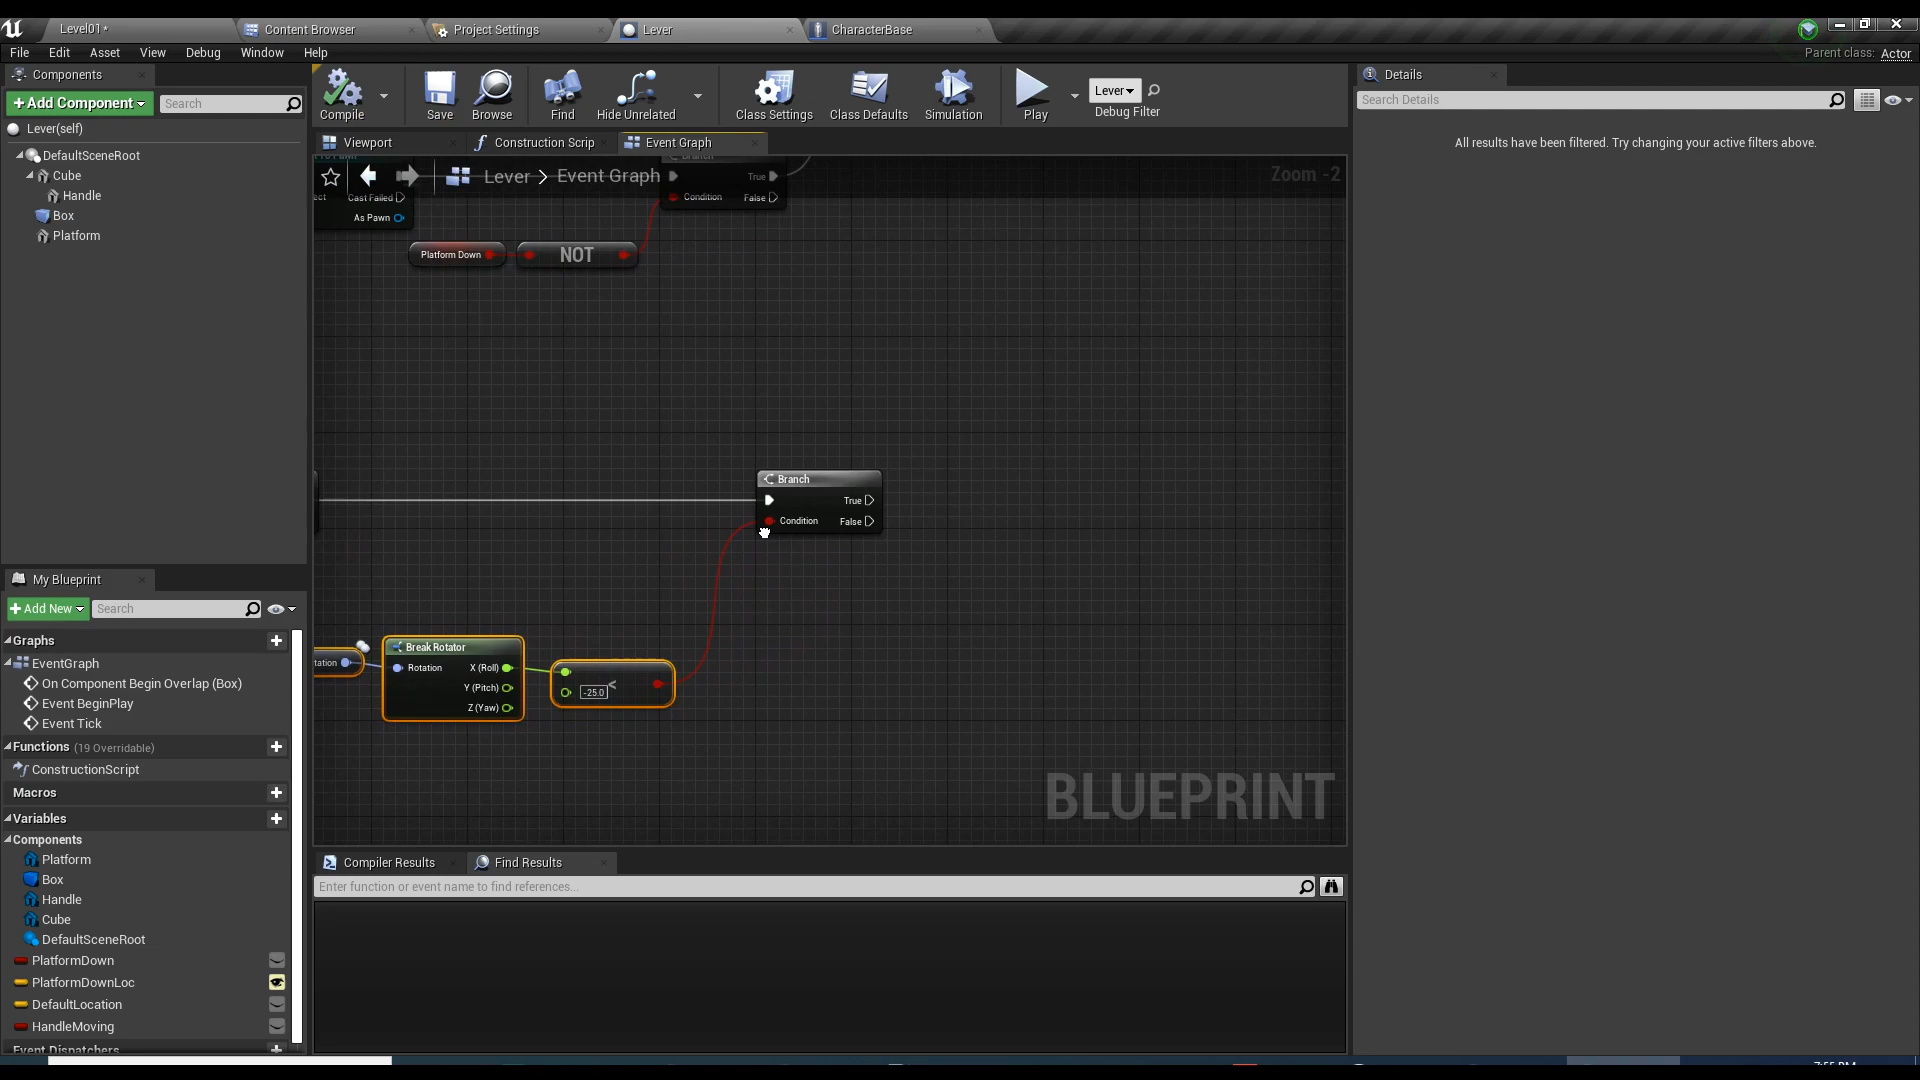 Level01*
Content Browser
Project Settings
Lever
CharacterBase
File Edit Asset View Debug Window Help
Parent class: Actor
Components
+Add Component
Search
Lever(self)
DefaultSceneRoot
Cube
Handle
Box
Platform
Compile
Save
Browse
Find
Hide Unrelated
Class Settings
Class Defaults
Simulation
Play
Lever
Debug Filter
Viewport
Construction Scrip
Event Graph
Lever > Event Graph
Zoom -2
Cast Failed
As Pawn
True
Condition False
Platform Down
NOT
Branch
True
Condition False
tation
Break Rotator
Rotation X (Roll)
Y (Pitch)
Z (Yaw)
<
-25.0
BLUEPRINT
My Blueprint
+Add New
Search
Graphs
EventGraph
On Component Begin Overlap (Box)
Event BeginPlay
Event Tick
Functions (19 Overridable)
ConstructionScript
Macros
Variables
Components
Platform
Box
Handle
Cube
DefaultSceneRoot
PlatformDown
PlatformDownLoc
DefaultLocation
HandleMoving
Event Dispatchers
Compiler Results
Find Results
Enter function or event name to find references...
Details
Search Details
All results have been filtered. Try changing your active filters above.